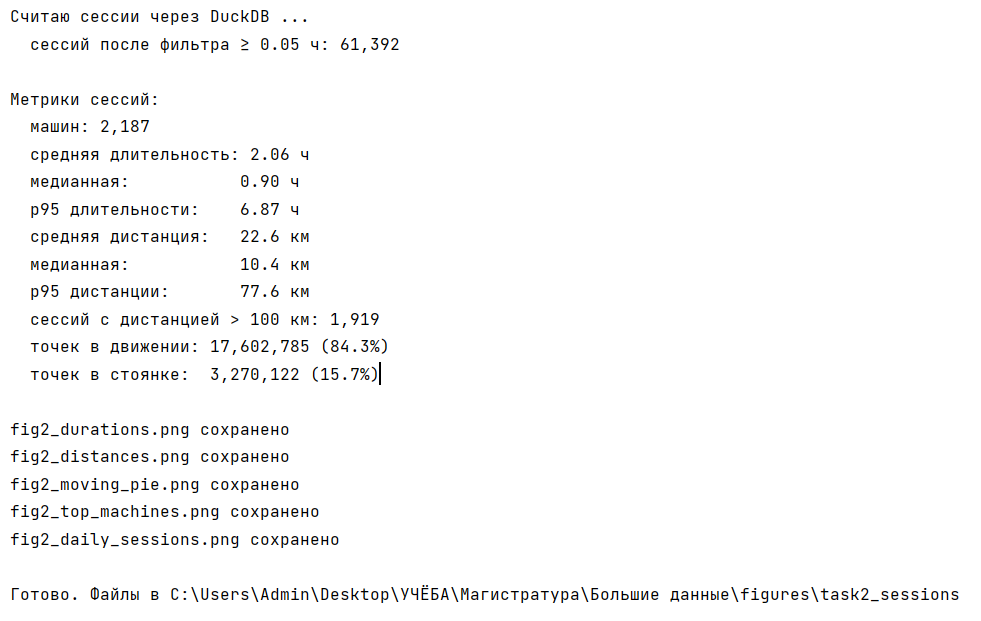 Считаю сессии через DuckDB ...
сессий после фильтра ≥ 0.05 ч: 61,392
Метрики сессий:
машин: 2,187
средняя длительность: 2.06 ч
медианная: 0.90 ч
p95 длительности: 6.87 ч
средняя дистанция: 22.6 км
медианная: 10.4 км
p95 дистанции: 77.6 км
сессий с дистанцией > 100 км: 1,919
точек в движении: 17,602,785 (84.3%)
точек в стоянке: 3,270,122 (15.7%)
fig2_durations.png сохранено
fig2_distances.png сохранено
fig2_moving_pie.png сохранено
fig2_top_machines.png сохранено
fig2_daily_sessions.png сохранено
Готово. Файлы в C:\Users\Admin\Desktop\УЧЁБА\Магистратура\Большие данные\figures\task2_sessions